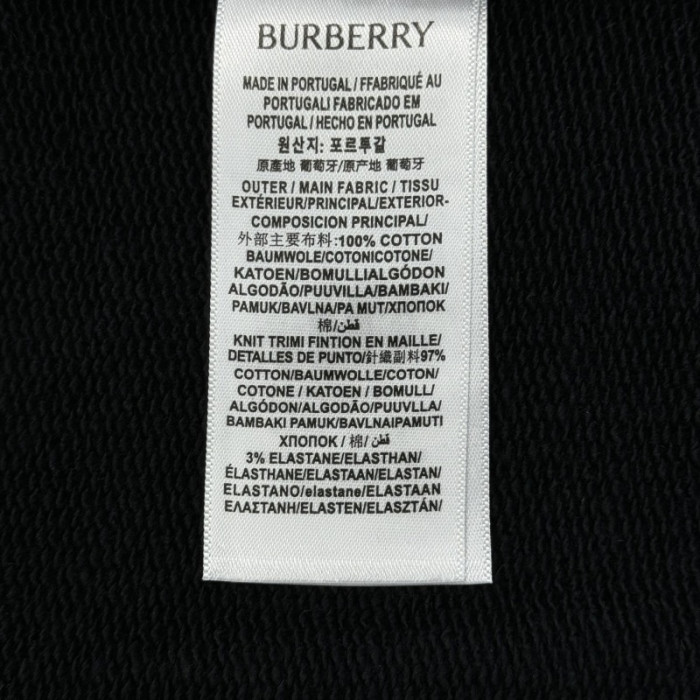 BURBERRY
MADE IN PORTUGAL / FFABRIQUÉ AU
PORTUGALI FABRICADO EM
PORTUGAL / HECHO EN PORTUGAL
원산지: 포르투갈
原產地 葡萄牙/原产地 葡萄牙
OUTER / MAIN FABRIC / TISSU
EXTÉRIEUR/PRINCIPAL/EXTERIOR-
COMPOSICION PRINCIPAL/
外部主要布料:100% COTTON
BAUMWOLE/COTONICOTONE/
KATOEN/BOMULLIALGÓDON
ALGODÃO/PUUVILLA/BAMBAKI/
PAMUK/BAVLNA/PA MUT/ХПОПОК
棉/قطن
KNIT TRIMI FINTION EN MAILLE/
DETALLES DE PUNTO/針織副料97%
COTTON/BAUMWOLLE/COTON/
COTONE / KATOEN / BOMULL/
ALGÓDON/ALGODÃO/PUUVLLA/
BAMBAKI PAMUK/BAVLNAIPAMUTI
ХПОПОК / 棉/ قطن
3% ELASTANE/ELASTHAN/
ÉLASTHANE/ELASTAAN/ELASTAN/
ELASTANO/elastane/ELASTAAN
ΕΛΑΣΤΑΝΗ/ELASTEN/ELASZTÁN/